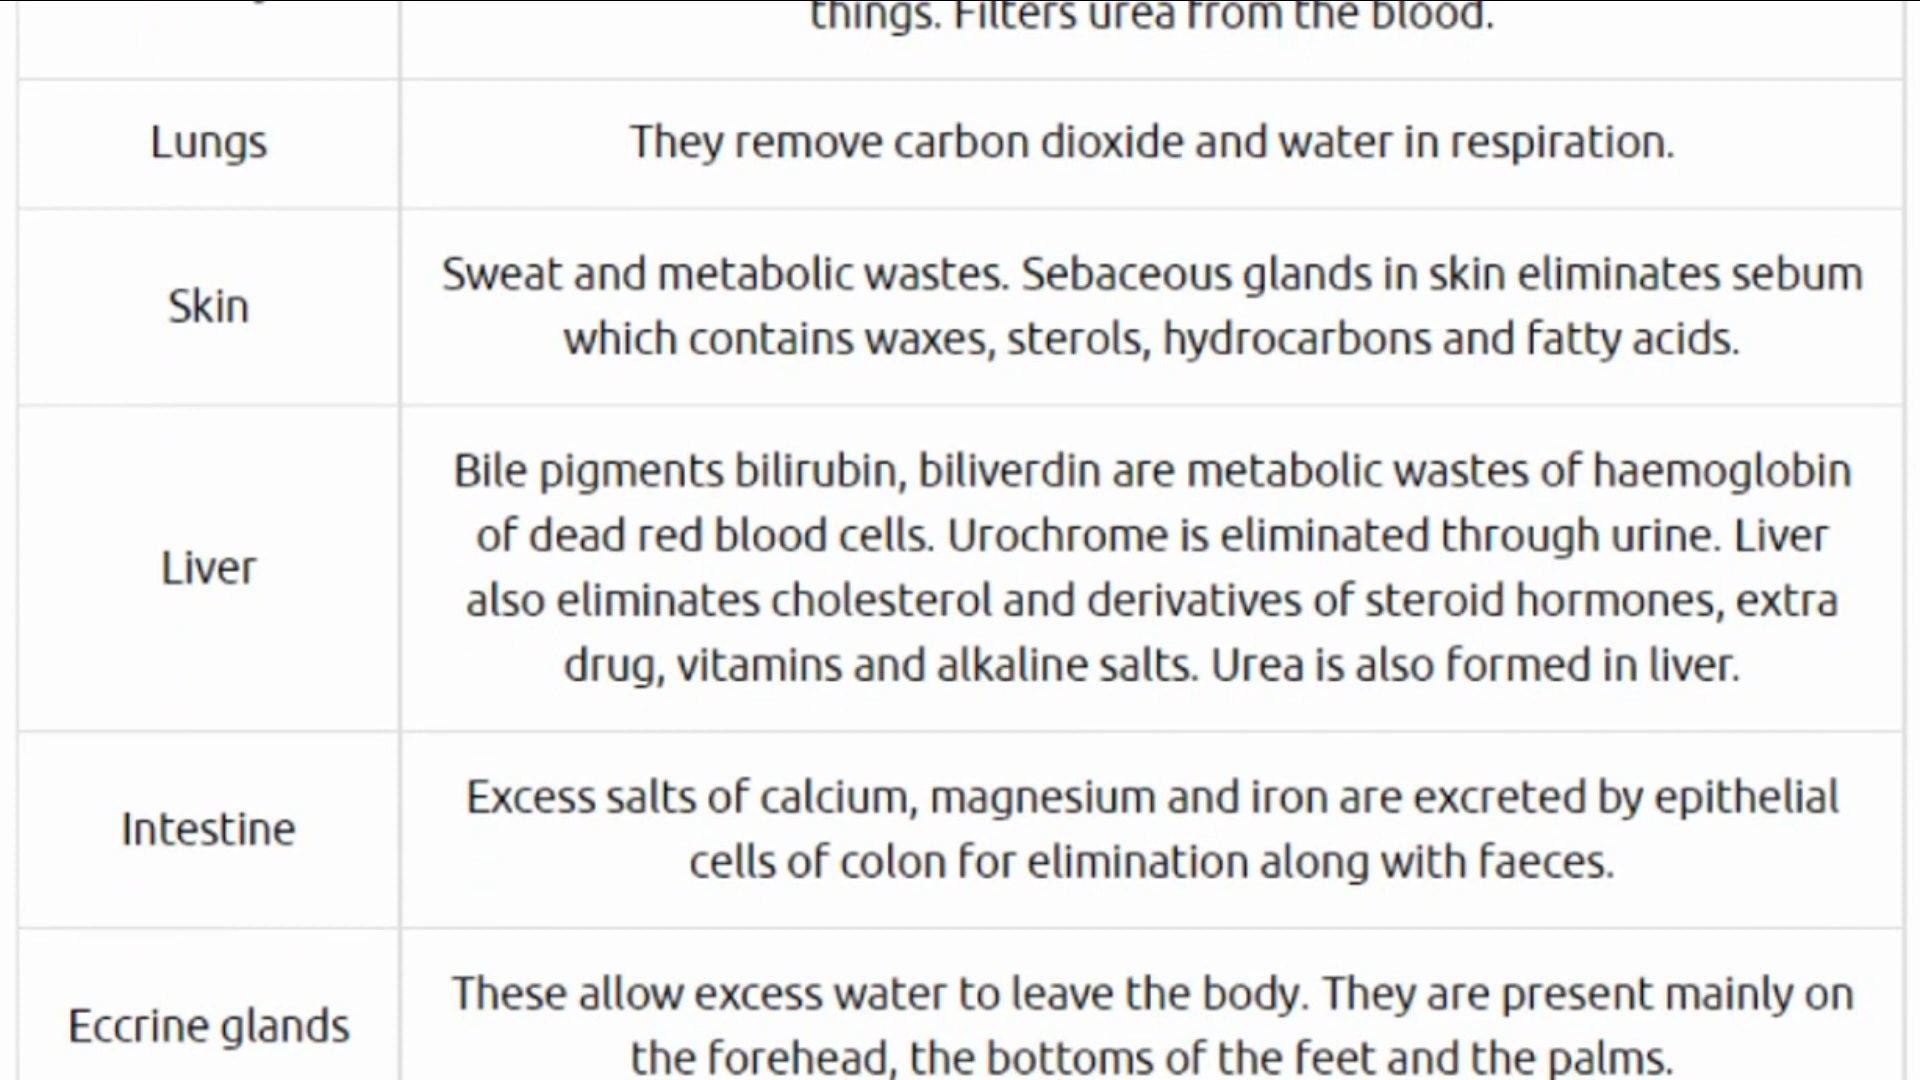 things. Filters urea from the blood.
Lungs
They remove carbon dioxide and water in respiration.
Skin
Sweat and metabolic wastes. Sebaceous glands in skin eliminates sebum
which contains waxes, sterols, hydrocarbons and fatty acids.
Liver
Bile pigments bilirubin, biliverdin are metabolic wastes of haemoglobin
of dead red blood cells. Urochrome is eliminated through urine. Liver
also eliminates cholesterol and derivatives of steroid hormones, extra
drug, vitamins and alkaline salts. Urea is also formed in liver.
Intestine
Excess salts of calcium, magnesium and iron are excreted by epithelial
cells of colon for elimination along with faeces.
Eccrine glands
These allow excess water to leave the body. They are present mainly on
the forehead, the bottoms of the feet and the palms.